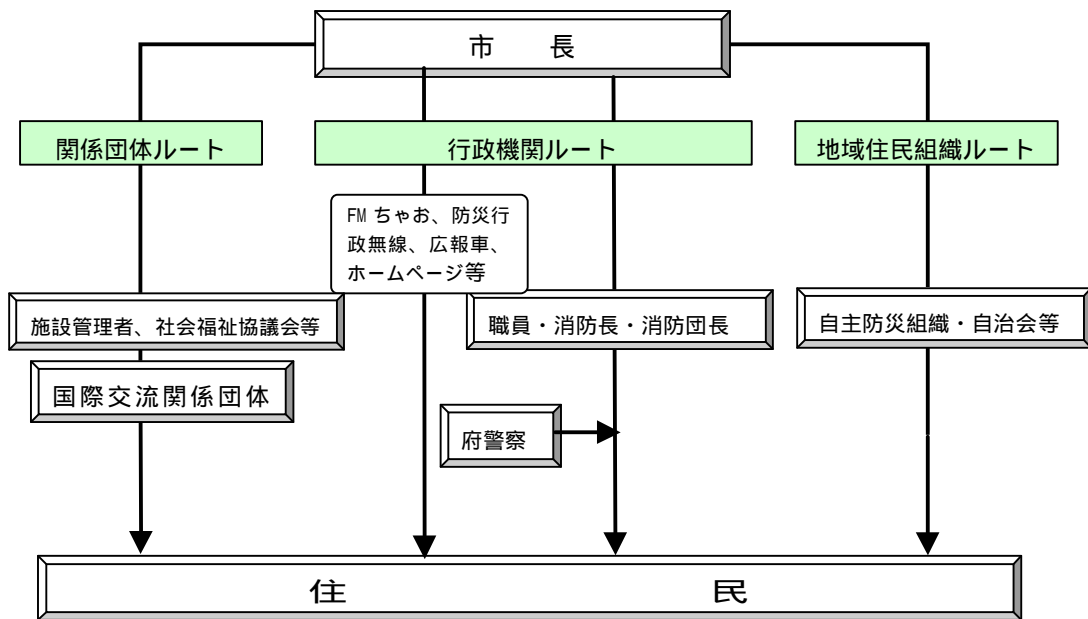 市　　長
関係団体ルート
行政機関ルート
地域住民組織ルート
FM ちゃお、防災行
政無線、広報車、
ホームページ等
施設管理者、社会福祉協議会等
職員・消防長・消防団長
自主防災組織・自治会等
国際交流関係団体
府警察
住　　民